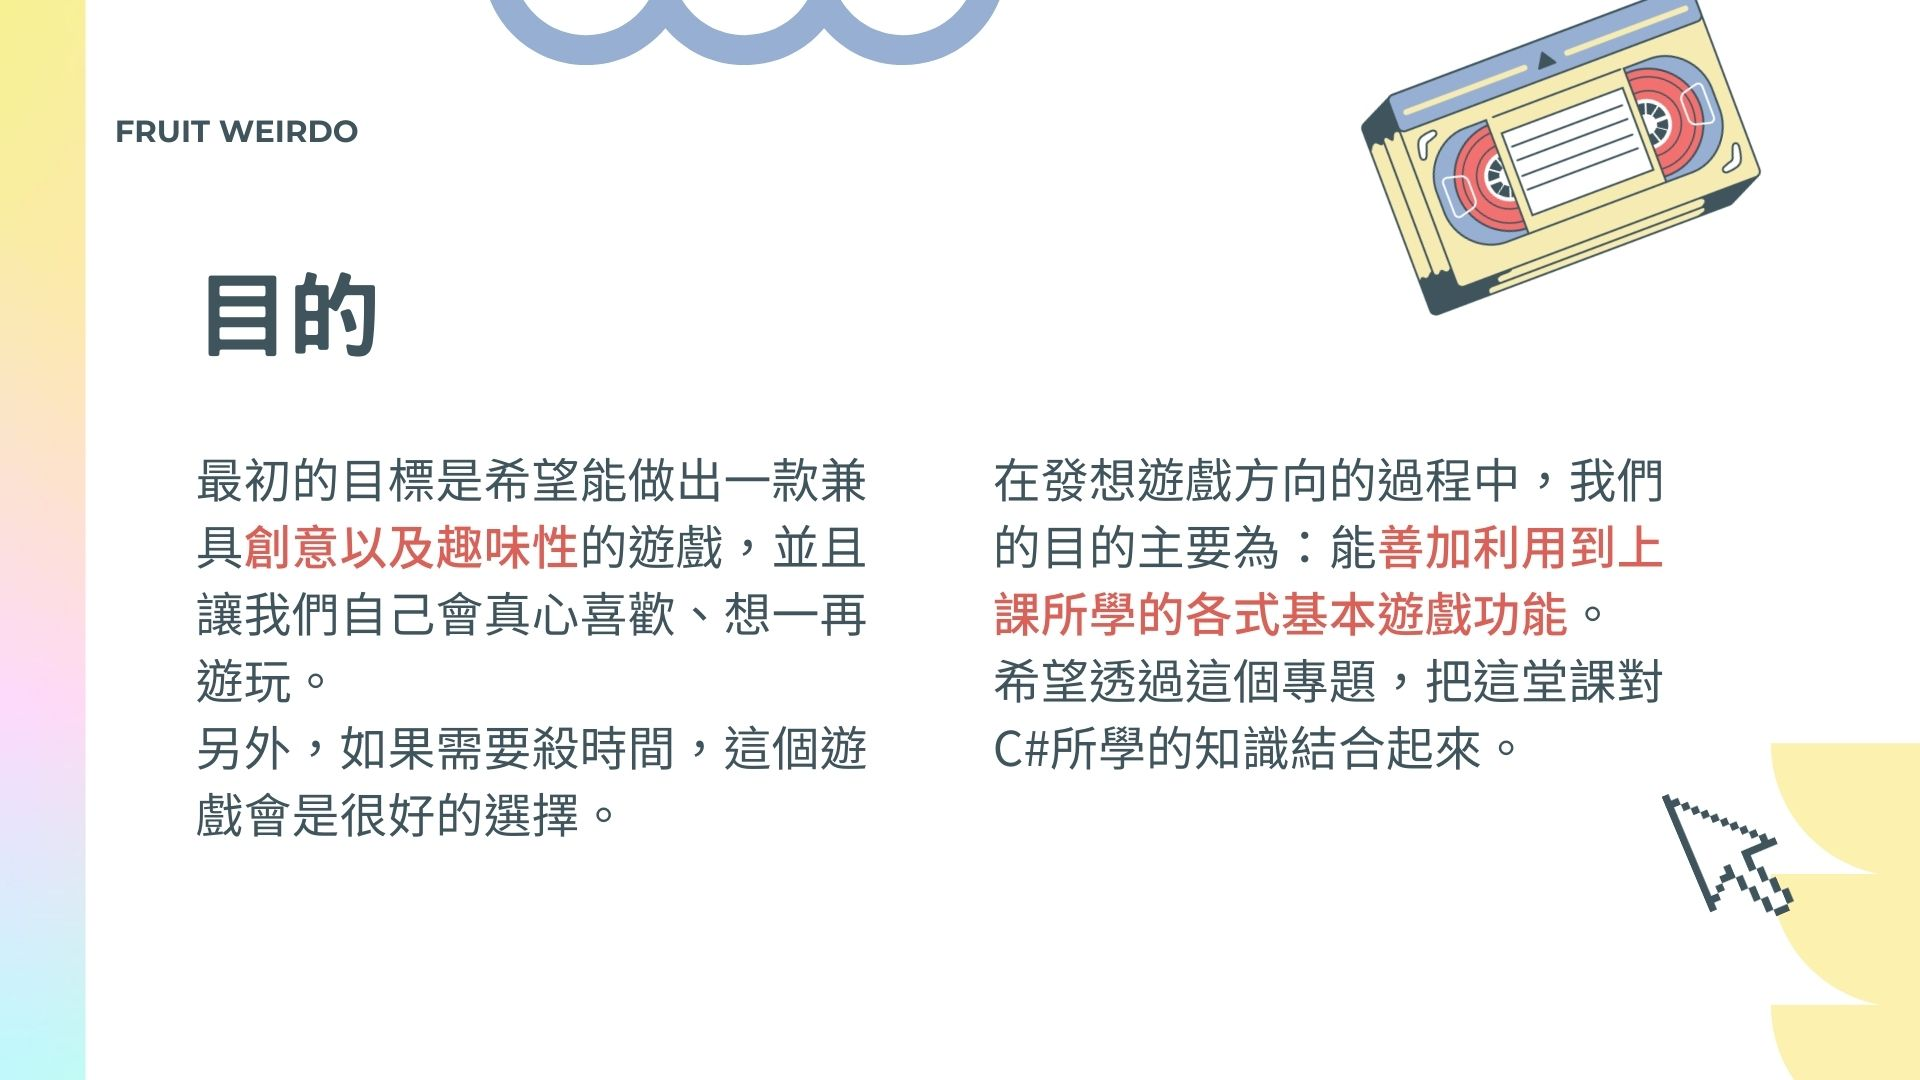 FRUIT WEIRDO
目的
最初的目標是希望能做出一款兼
具創意以及趣味性的遊戲，並且
讓我們自己會真心喜歡、想一再
遊玩。
另外，如果需要殺時間，這個遊
戲會是很好的選擇。
在發想遊戲方向的過程中，我們
的目的主要為：能善加利用到上
課所學的各式基本遊戲功能。
希望透過這個專題，把這堂課對
C#所學的知識結合起來。